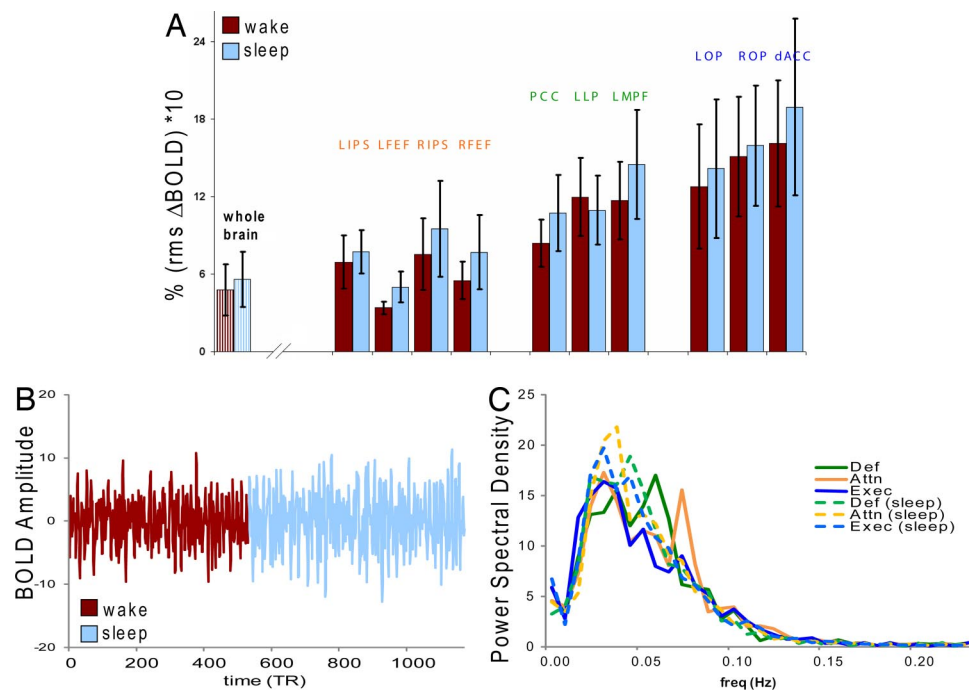 A
wake
sleep
% (rms ΔBOLD) *10
24
18
12
6
0
whole
brain
LIPS LFEF RIPS RFEF
PCC LLP LMPF
LOP ROP dACC
B
BOLD Amplitude
20
10
0
-10
-20
wake
sleep
0 200 400 600 800 1000
time (TR)
C
Power Spectral Density
25
20
15
10
5
0
0.00 0.05 0.10 0.15 0.20
freq (Hz)
Def
Attn
Exec
Def (sleep)
Attn (sleep)
Exec (sleep)